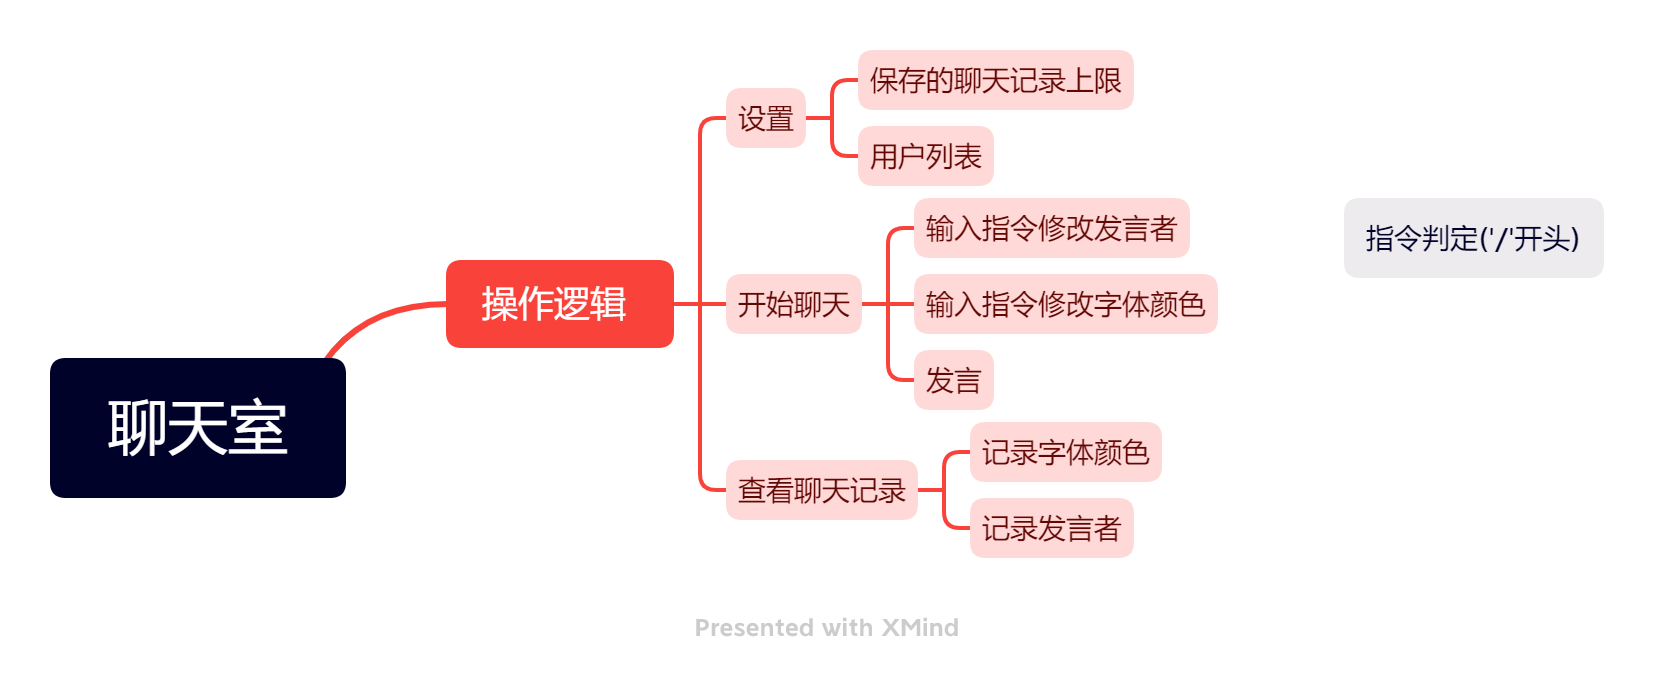 聊天室
操作逻辑
设置
保存的聊天记录上限
用户列表
开始聊天
输入指令修改发言者
输入指令修改字体颜色
发言
查看聊天记录
记录字体颜色
记录发言者
指令判定('/'开头)
Presented with XMind